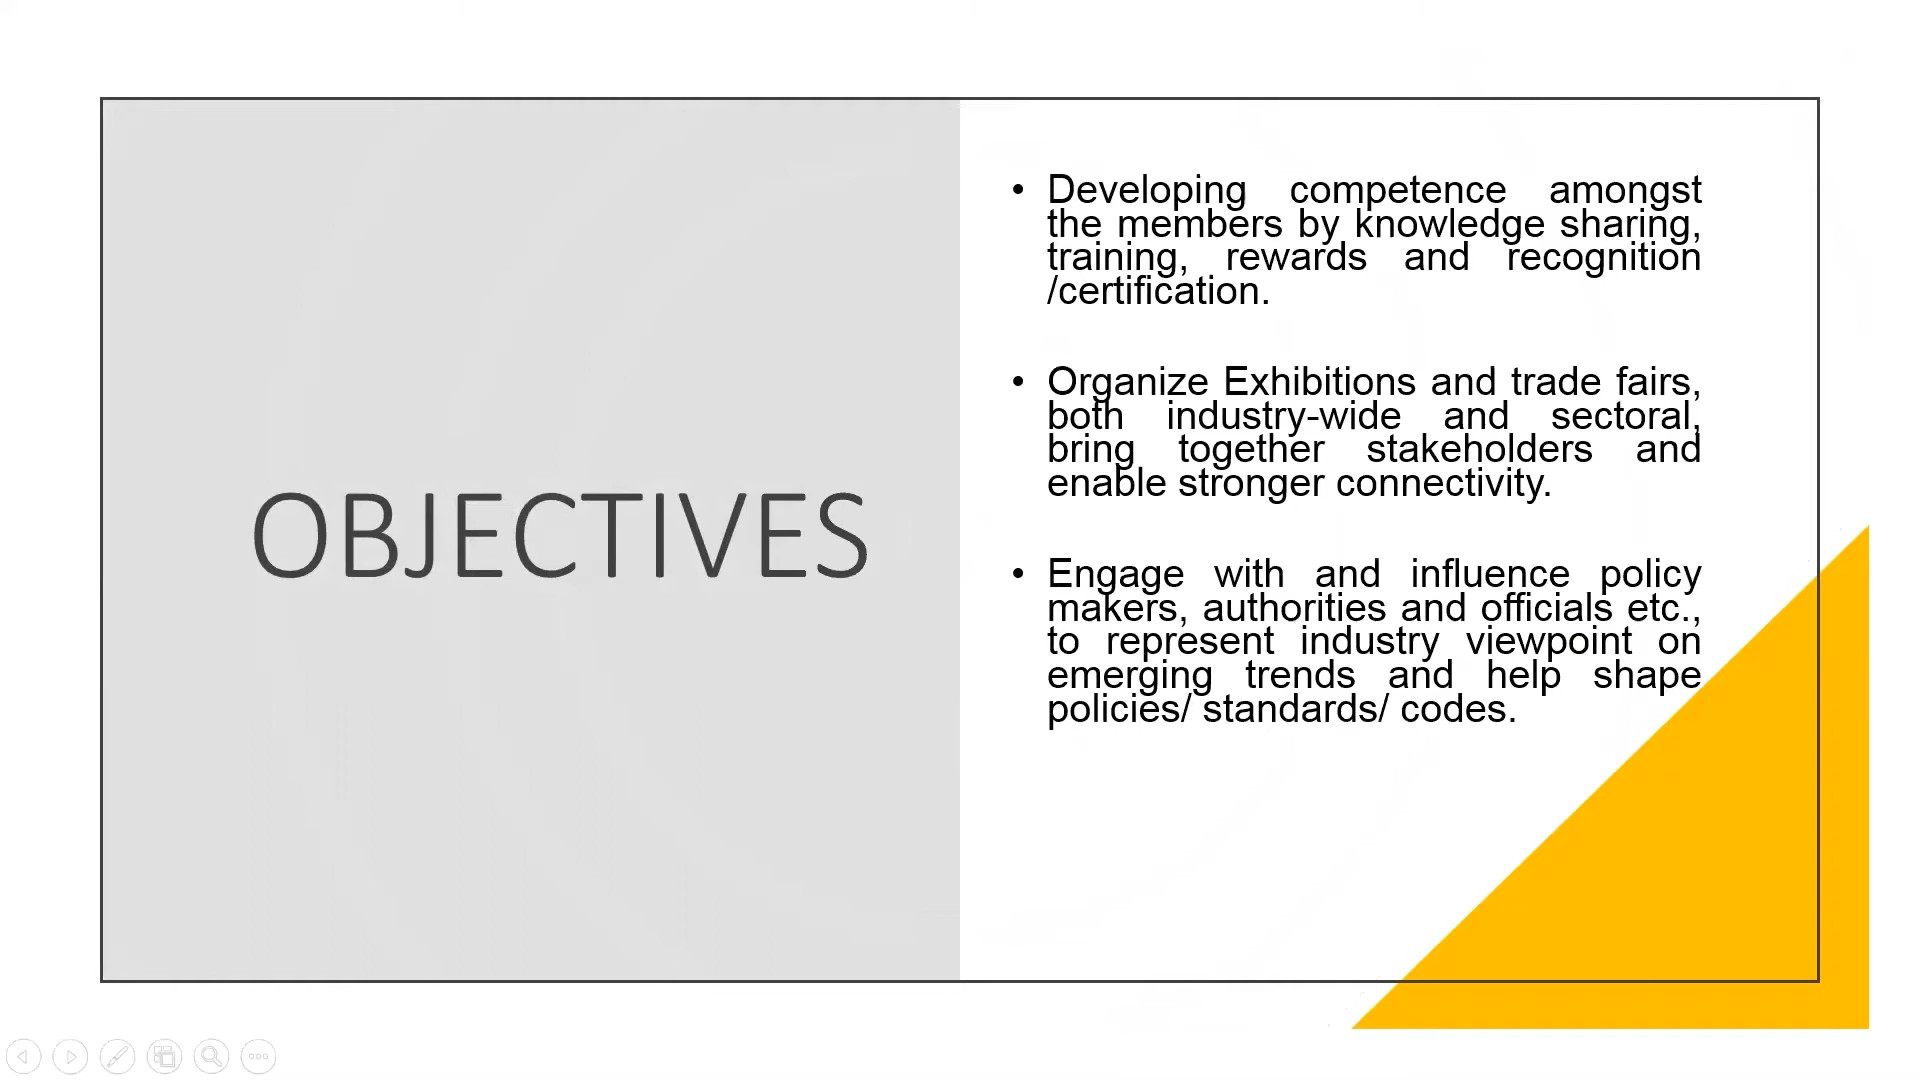 OBJECTIVES
• Developing competence amongst
the members by knowledge sharing,
training, rewards and recognition
/certification.
• Organize Exhibitions and trade fairs,
both industry-wide and sectoral,
bring together stakeholders and
enable stronger connectivity.
• Engage with and influence policy
makers, authorities and officials etc.,
to represent industry viewpoint on
emerging trends and help shape
policies/ standards/ codes.